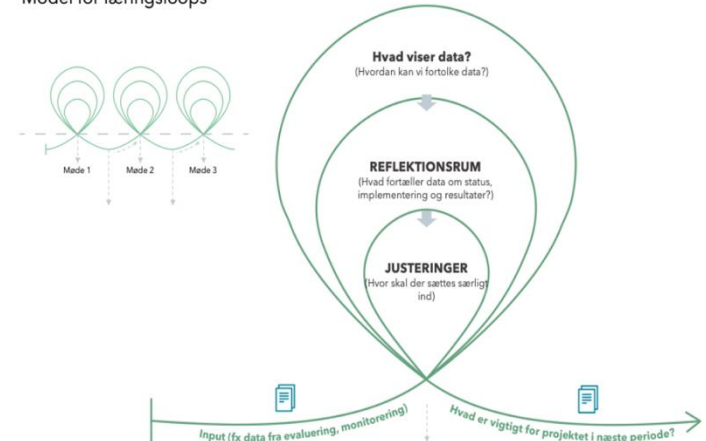 Model for læringsloops
Møde 1
Møde 2
Møde 3
Hvad viser data?
(Hvordan kan vi fortolke data?)
REFLEKTIONSRUM
(Hvad fortæller data om status,
implementering og resultater?)
JUSTERINGER
(Hvor skal der sættes særligt
ind)
Input (fx data fra evaluering, monitorering)
Hvad er vigtigt for projektet i næste periode?